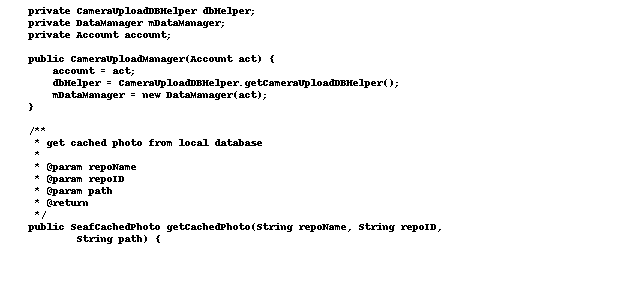 private CameraUploadDBHelper dbHelper;
private DataManager mDataManager;
private Account account;
public CameraUploadManager(Account act) {
account = act;
dbHelper = CameraUploadDBHelper.getCameraUploadDBHelper();
mDataManager = new DataManager(act);
}
/**
* get cached photo from local database
*
* @param repoName
* @param repoID
* @param path
* @return
*/
public SeafCachedPhoto getCachedPhoto(String repoName, String repoID,
String path) {